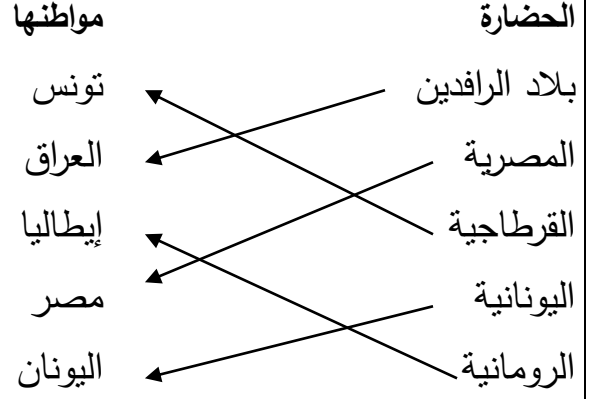 الحضارة مواطنها
بلاد الرافدين تونس
المصرية العراق
القرطاجية إيطاليا
اليونانية مصر
الرومانية اليونان